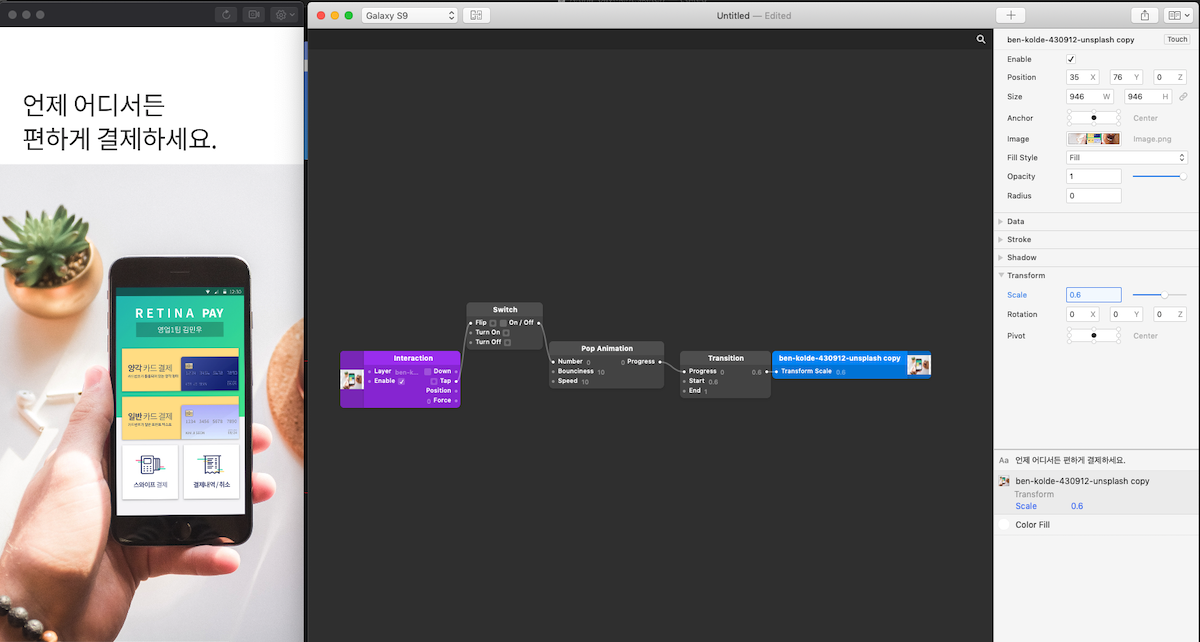 Galaxy S9
Untitled — Edited
언제 어디서든
편하게 결제하세요.
12:30
RETINA PAY
영업1팀 김민우
양각 카드 결제
일반 카드 결제
스와이프 결제
결제내역 / 취소
Switch
Flip
On / Off
Turn On
Turn Off
Interaction
Layer ben-k...
Down
Enable
Tap
Position
0 Force
Pop Animation
Number 0
0 Progress
Bounciness 10
Speed 10
Transition
Progress 0
0.6
Start 0.6
End 1
ben-kolde-430912-unsplash copy
Transform Scale 0.6
ben-kolde-430912-unsplash copy
Touch
Enable
Position 35 X 76 Y 0 Z
Size 946 W 946 H
Anchor Center
Image Image.png
Fill Style Fill
Opacity 1
Radius 0
Data
Stroke
Shadow
Transform
Scale 0.6
Rotation 0 X 0 Y 0 Z
Pivot Center
Aa 언제 어디서든 편하게 결제하세요.
ben-kolde-430912-unsplash copy
Transform
Scale 0.6
Color Fill